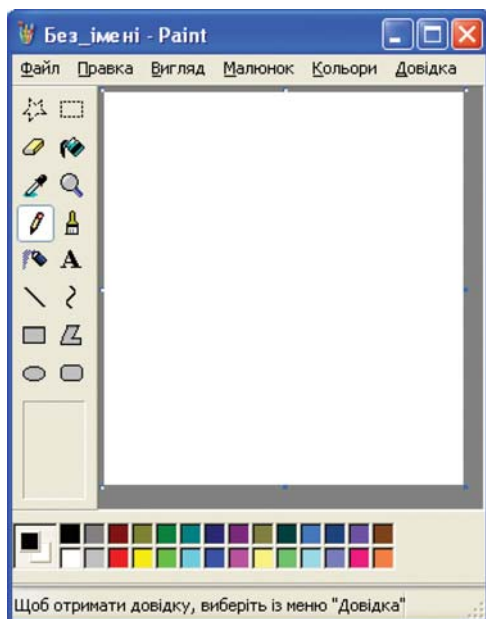 Без_імені - Paint
Файл Правка Вигляд Малюнок Кольори Довідка
A
Щоб отримати довідку, виберіть із меню "Довідка"